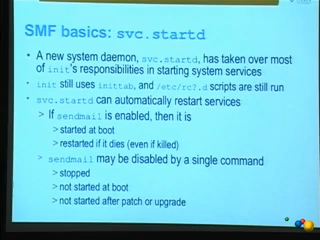 SMF basics: svc.startd
• A new system daemon, svc.startd, has taken over most
of init's responsibilities in starting system services
• init still uses inittab, and /etc/rc?.d scripts are still run
• svc.startd can automatically restart services
> If sendmail is enabled, then it is
> started at boot
> restarted if it dies (even if killed)
> sendmail may be disabled by a single command
> stopped
> not started at boot
> not started after patch or upgrade